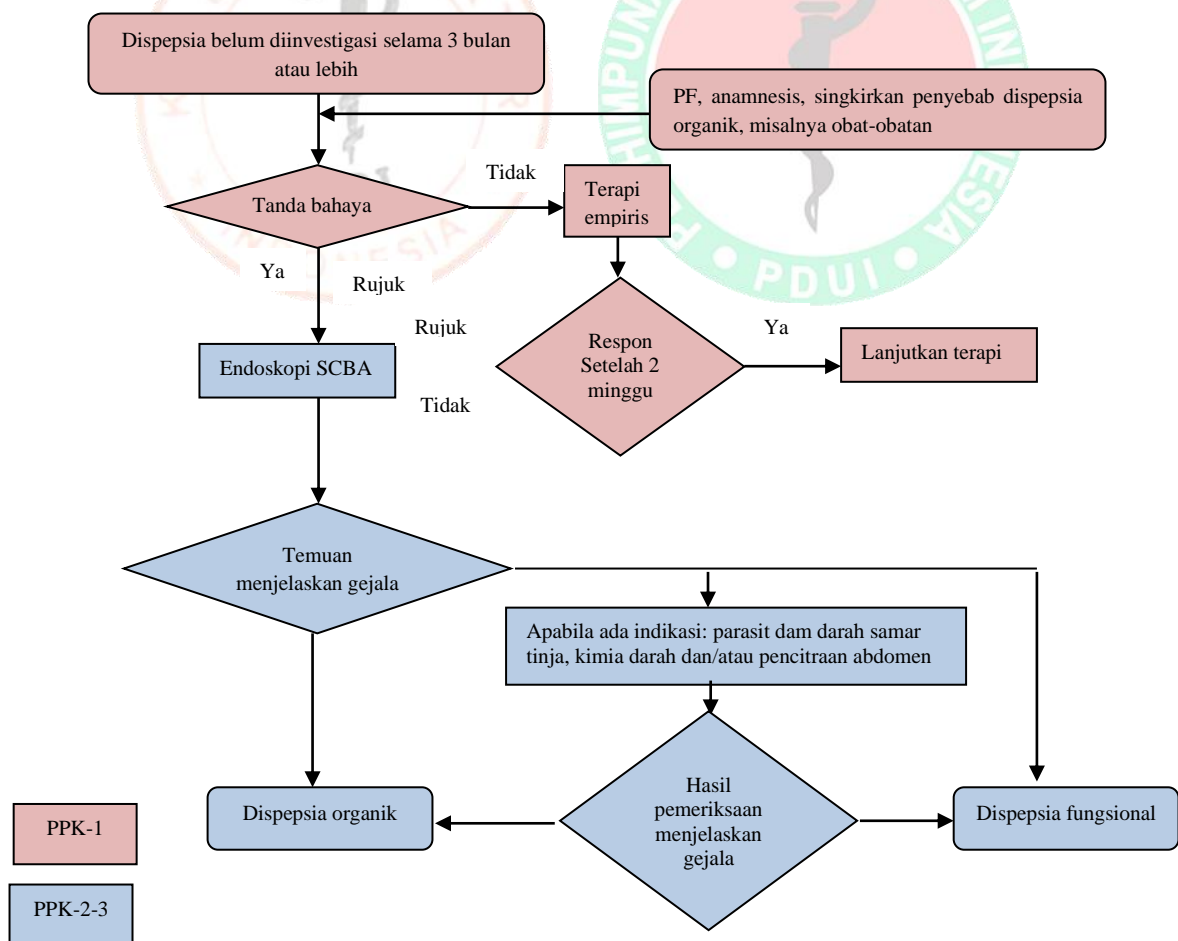 Dispepsia belum diinvestigasi selama 3 bulan
atau lebih
PF, anamnesis, singkirkan penyebab dispepsia
organik, misalnya obat-obatan
Tidak
Tanda bahaya
Terapi
empiris
Ya
Rujuk
Rujuk
Ya
Respon
Setelah 2
minggu
Lanjutkan terapi
Endoskopi SCBA
Tidak
Temuan
menjelaskan gejala
Apabila ada indikasi: parasit dam darah samar
tinja, kimia darah dan/atau pencitraan abdomen
Hasil
pemeriksaan
menjelaskan
gejala
Dispepsia organik
Dispepsia fungsional
PPK-1
PPK-2-3
PDUI